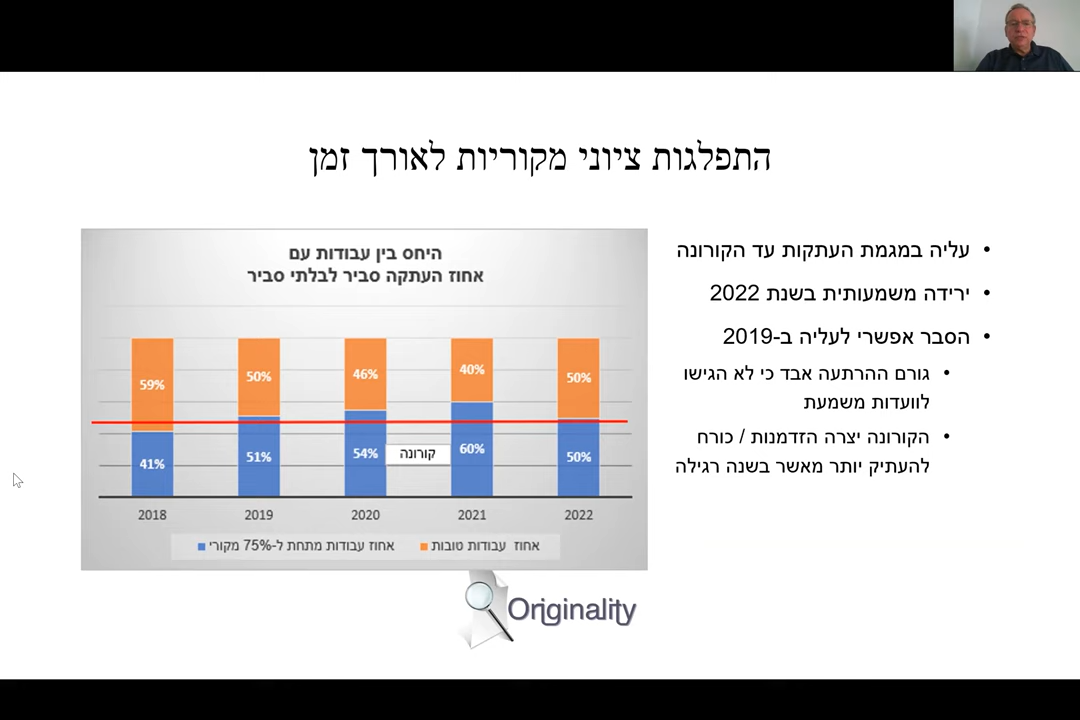 התפלגות ציוני מקוריות לאורך זמן
• עליה במגמת העתקות עד הקורונה
• ירידה משמעותית בשנת 2022
• הסבר אפשרי לעליה ב-2019
• גורם ההרתעה אבד כי לא הגישו
לוועדות משמעת
• הקורונה יצרה הזדמנות / כורח
להעתיק יותר מאשר בשנה רגילה
היחס בין עבודות עם
אחוז העתקה סביר לבלתי סביר
59% 50% 46% 40% 50%
41% 51% 54% קורונה 60% 50%
2018 2019 2020 2021 2022
אחוז עבודות טובות אחוז עבודות מתחת ל-75% מקורי
Originality